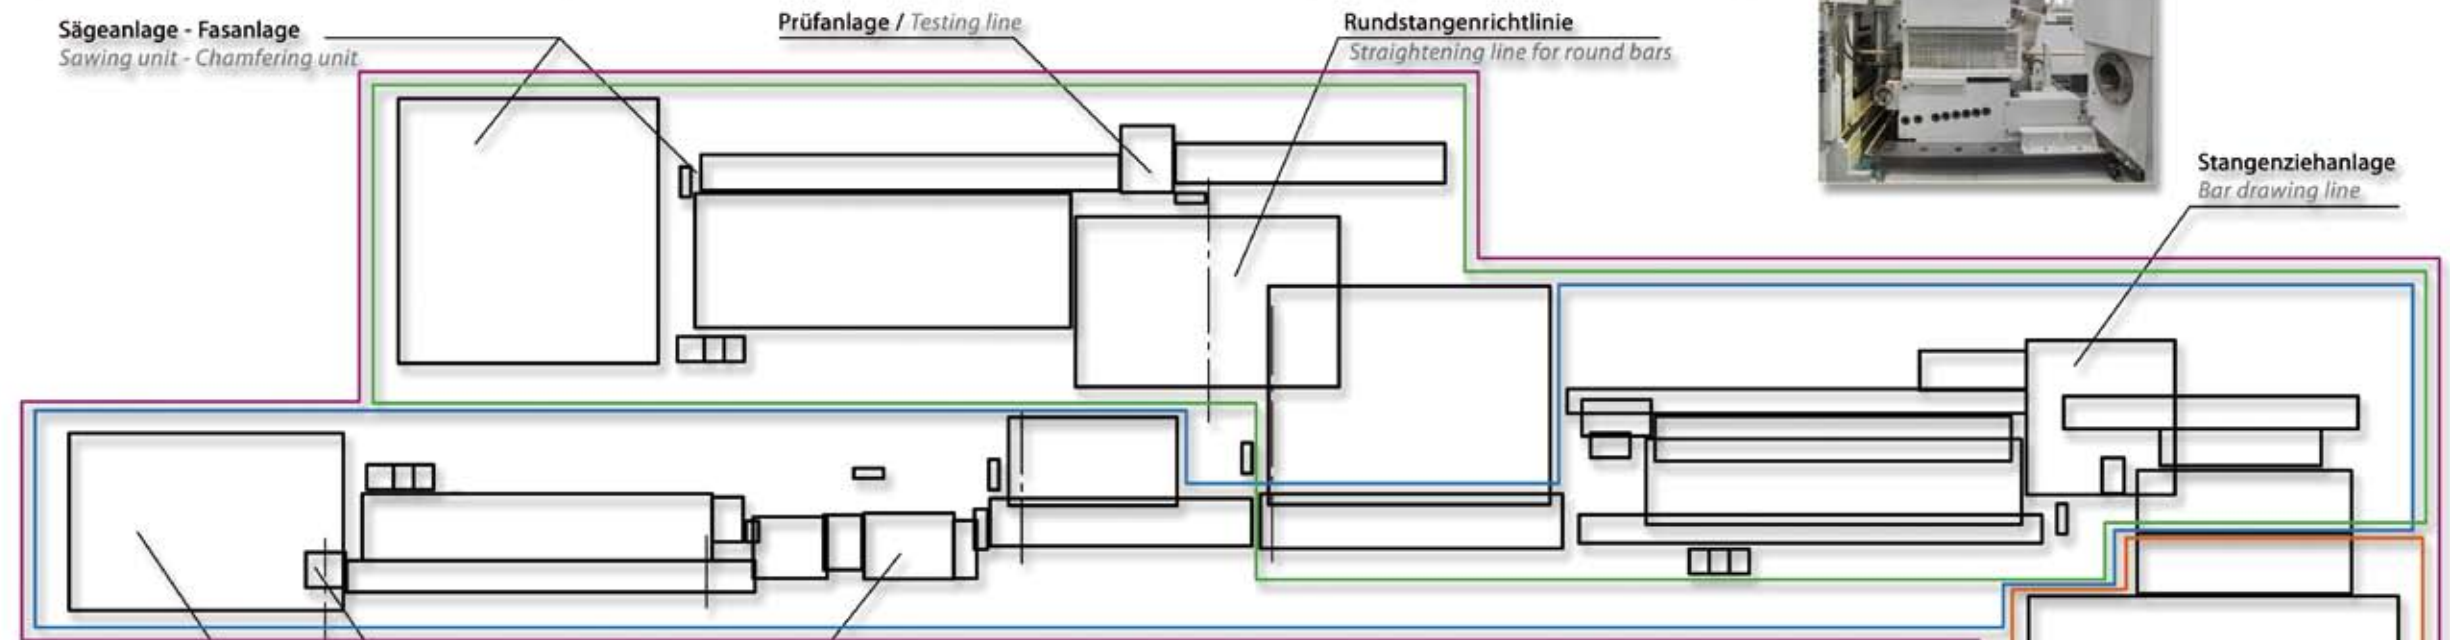 Sägeanlage - Fasanlage
Sawing unit - Chamfering unit
Prüfanlage / Testing line
Rundstangenrichtlinie
Straightening line for round bars
Stangenziehanlage
Bar drawing line